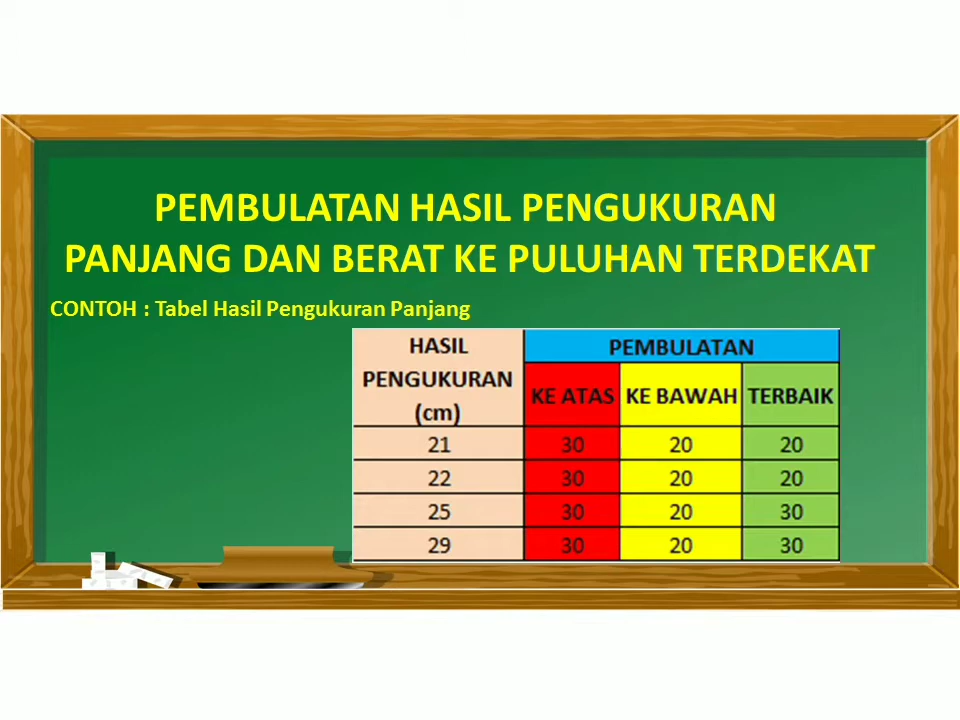 PEMBULATAN HASIL PENGUKURAN
PANJANG DAN BERAT KE PULUHAN TERDEKAT
CONTOH : Tabel Hasil Pengukuran Panjang
HASIL PENGUKURAN (cm) PEMBULATAN
KE ATAS KE BAWAH TERBAIK
21 30 20 20
22 30 20 20
25 30 20 30
29 30 20 30